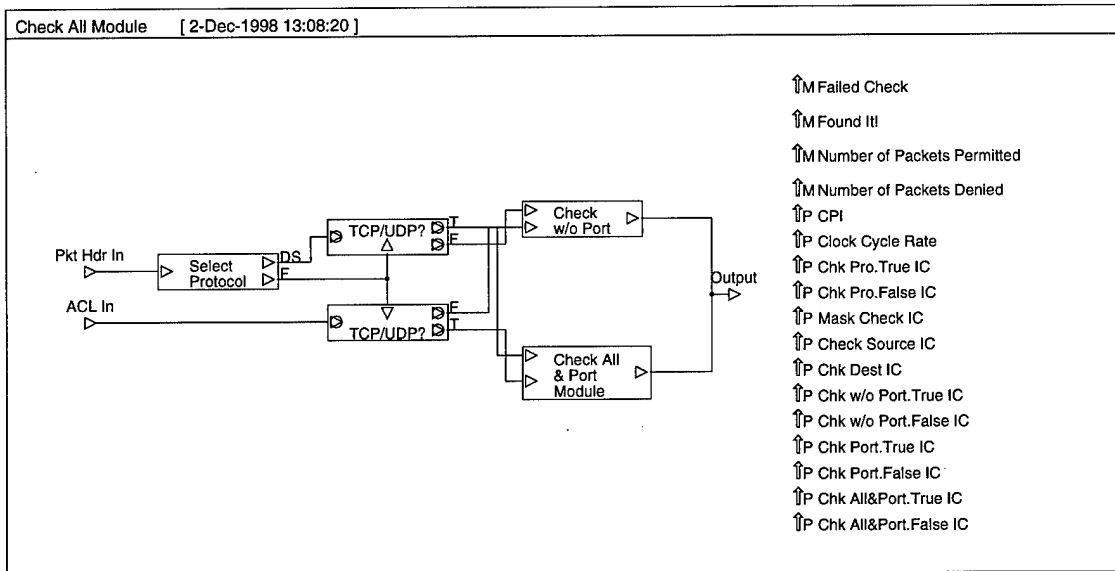 Check All Module [ 2-Dec-1998 13:08:20 ]
⇧M Failed Check
⇧M Found It!
⇧M Number of Packets Permitted
⇧M Number of Packets Denied
⇧P CPI
⇧P Clock Cycle Rate
⇧P Chk Pro.True IC
⇧P Chk Pro.False IC
⇧P Mask Check IC
⇧P Check Source IC
⇧P Chk Dest IC
⇧P Chk w/o Port.True IC
⇧P Chk w/o Port.False IC
⇧P Chk Port.True IC
⇧P Chk Port.False IC
⇧P Chk All&Port.True IC
⇧P Chk All&Port.False IC
Pkt Hdr In
Select
Protocol
DS
F
ACL In
TCP/UDP?
T
F
TCP/UDP?
F
T
Check
w/o Port
Check All
& Port
Module
Output